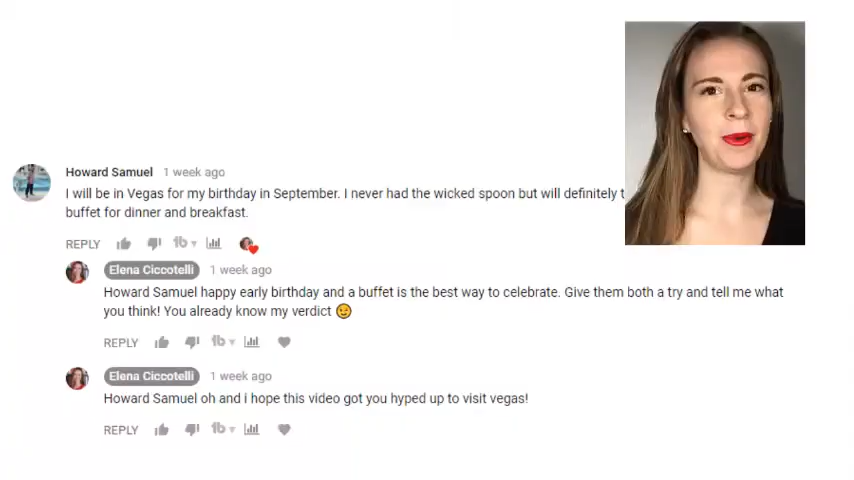 Howard Samuel 1 week ago
I will be in Vegas for my birthday in September. I never had the wicked spoon but will definitely
buffet for dinner and breakfast.
REPLY
Elena Ciccotelli 1 week ago
Howard Samuel happy early birthday and a buffet is the best way to celebrate. Give them both a try and tell me what
you think! You already know my verdict 😉
REPLY
Elena Ciccotelli 1 week ago
Howard Samuel oh and i hope this video got you hyped up to visit vegas!
REPLY